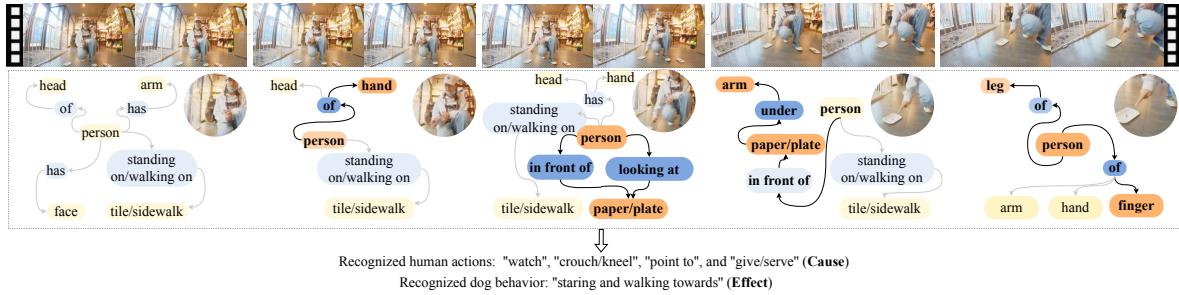 head
arm
of
has
person
has
standing
on/walking on
face
tile/sidewalk
head
hand
of
person
standing
on/walking on
tile/sidewalk
head
hand
has
standing
on/walking on
person
in front of
looking at
tile/sidewalk
paper/plate
arm
under
person
paper/plate
in front of
standing
on/walking on
tile/sidewalk
leg
of
person
of
arm
hand
finger
Recognized human actions: "watch", "crouch/kneel", "point to", and "give/serve" (Cause)
Recognized dog behavior: "staring and walking towards" (Effect)